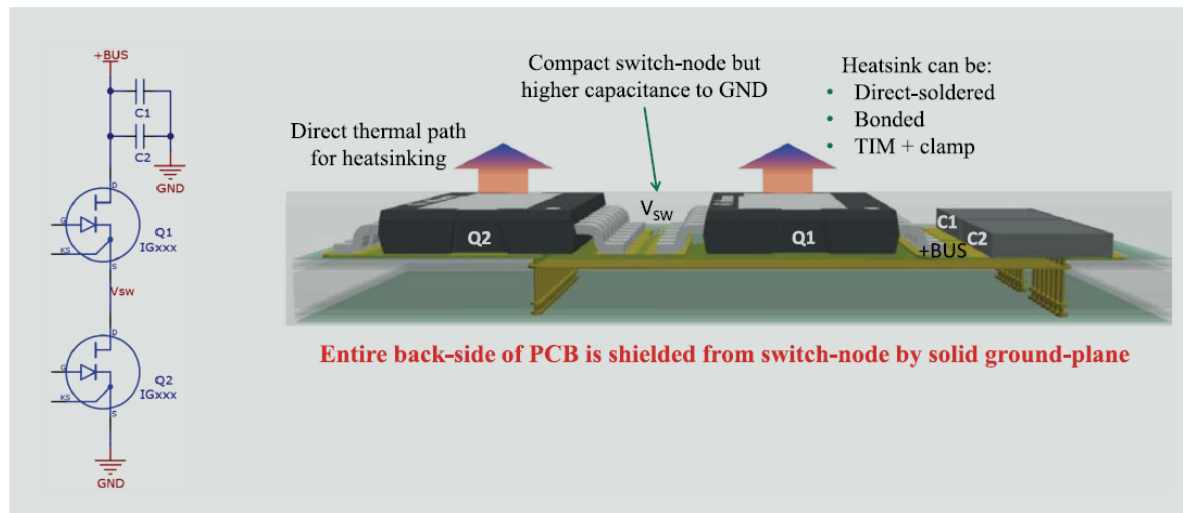 +BUS
C1
C2
GND
D
G
Q1
KS
IGxxx
S
Vsw
D
G
Q2
KS
IGxxx
S
GND
Compact switch-node but
higher capacitance to GND
Heatsink can be:
• Direct-soldered
• Bonded
• TIM + clamp
Direct thermal path
for heatsinking
VSW
Q2
Q1
C1
C2
+BUS
Entire back-side of PCB is shielded from switch-node by solid ground-plane